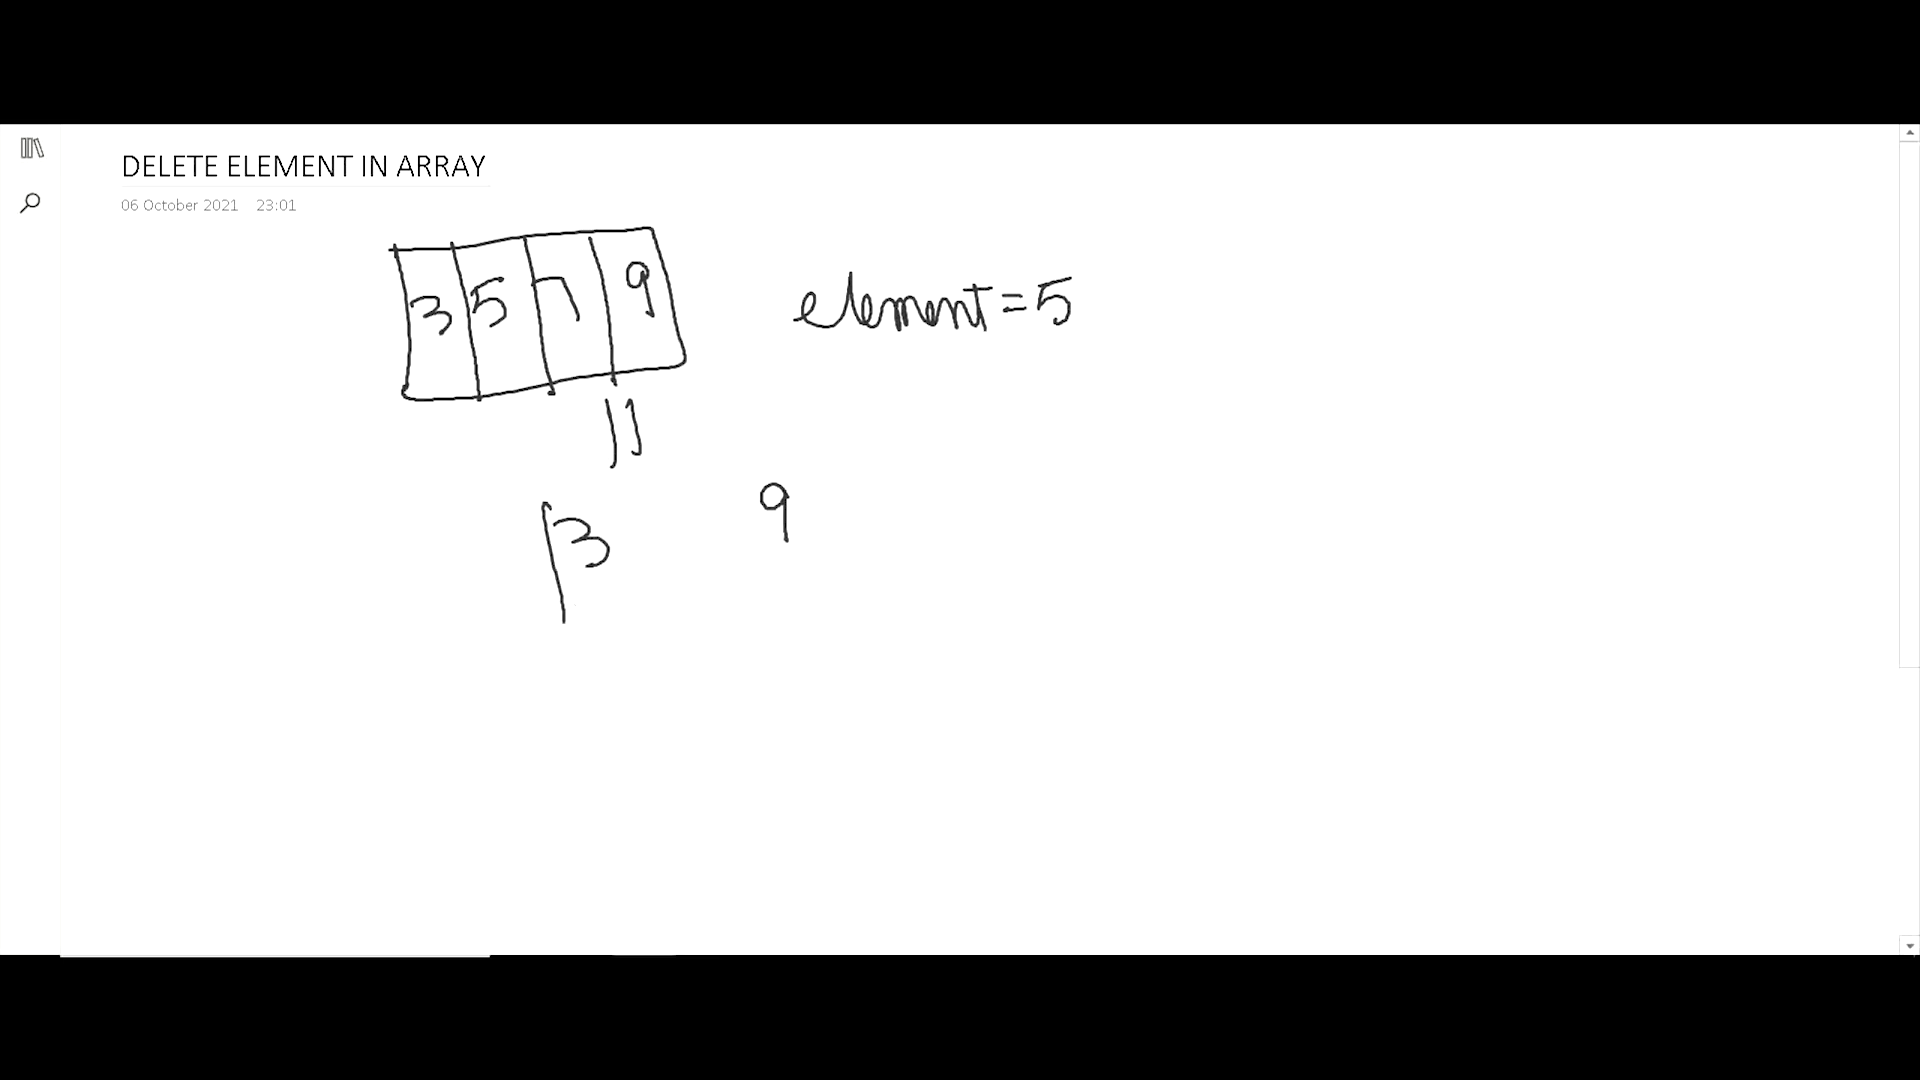 DELETE ELEMENT IN ARRAY
06 October 2021 23:01
3 5 7 9
element = 5
3 9